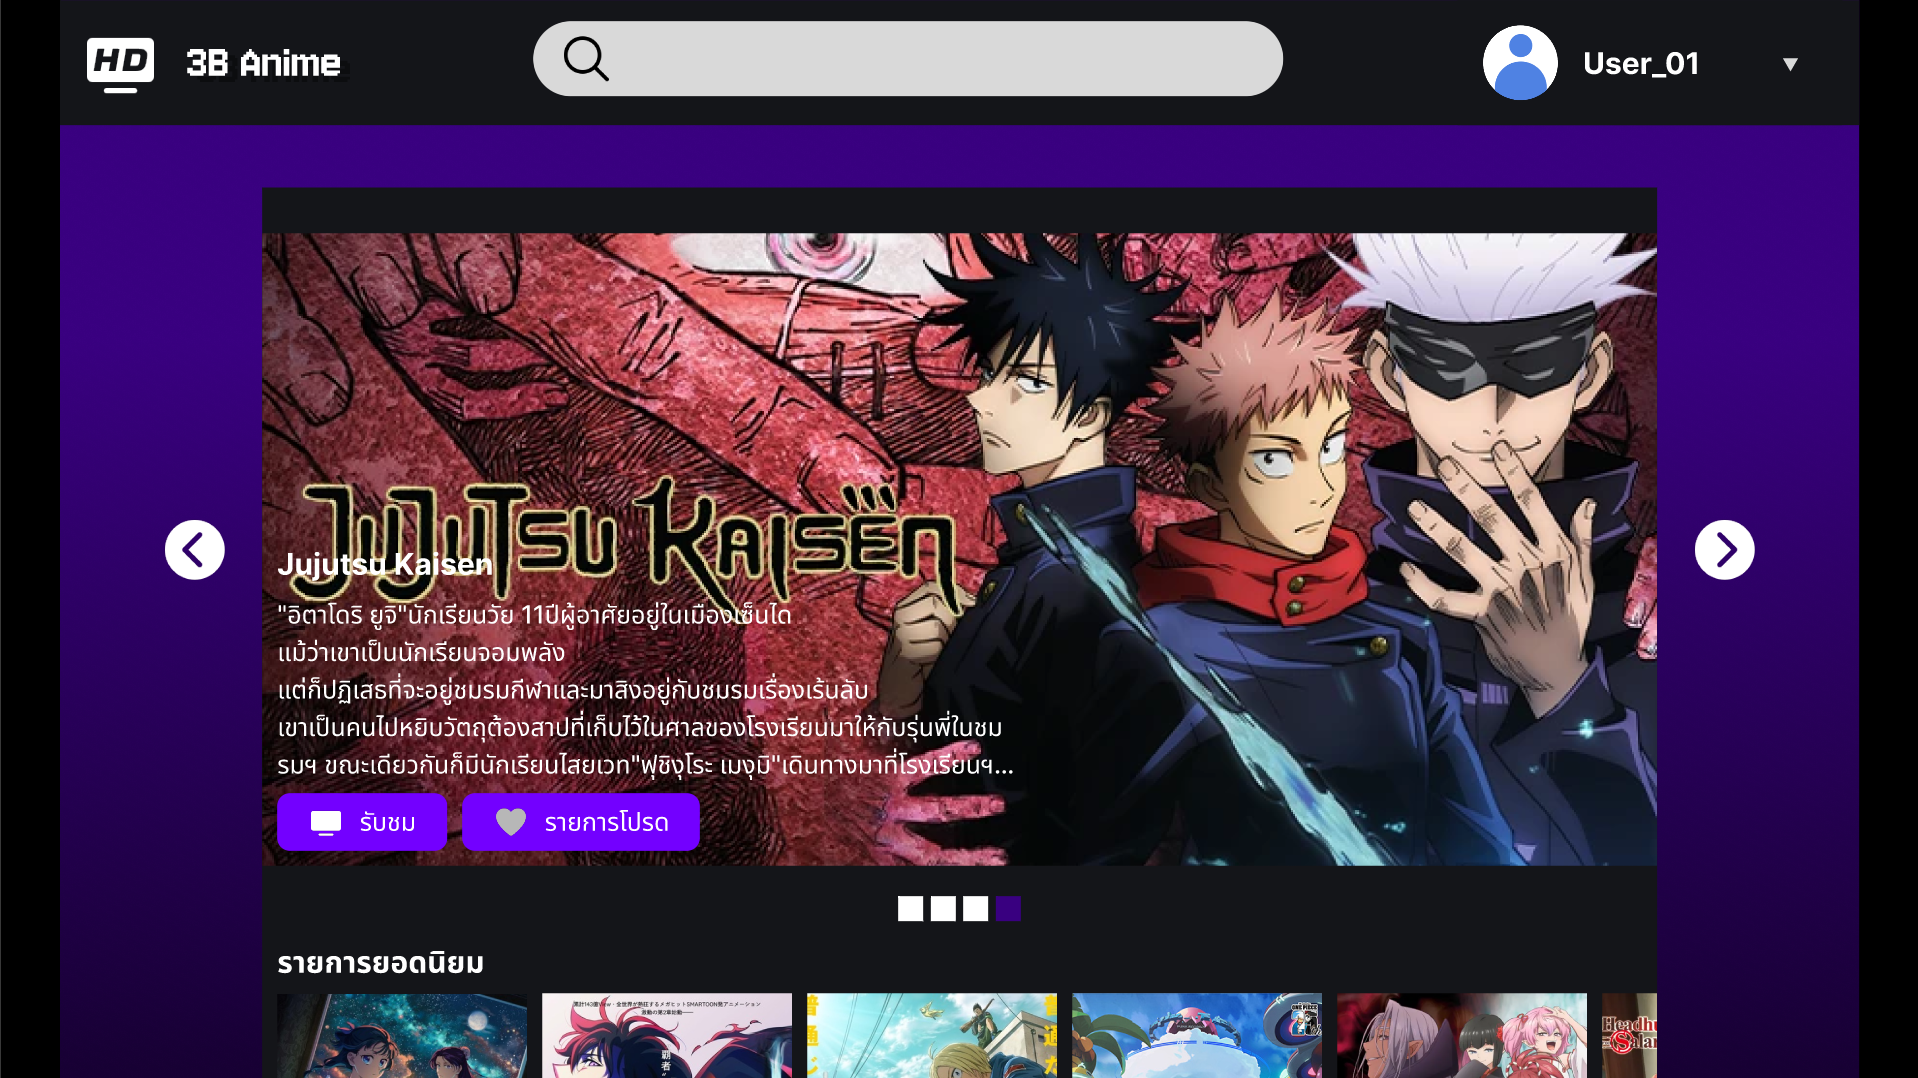 HD
3B Anime
User_01
JUJUTSU KAISEN
Jujutsu Kaisen
"อิตาโดริ ยูจิ"นักเรียนวัย 11ปีผู้อาศัยอยู่ในเมืองเซ็นได
แม้ว่าเขาเป็นนักเรียนจอมพลัง
แต่ก็ปฏิเสธที่จะอยู่ชมรมกีฬาและมาสิงอยู่กับชมรมเรื่องเร้นลับ
เขาเป็นคนไปหยิบวัตถุต้องสาปที่เก็บไว้ในศาลของโรงเรียนมาให้กับรุ่นพี่ในชม
รมฯ ขณะเดียวกันก็มีนักเรียนไสยเวท"ฟุชิงุโระ เมงุมิ"เดินทางมาที่โรงเรียนฯ...
รับชม
รายการโปรด
รายการยอดนิยม
覇者
ONE PIECE